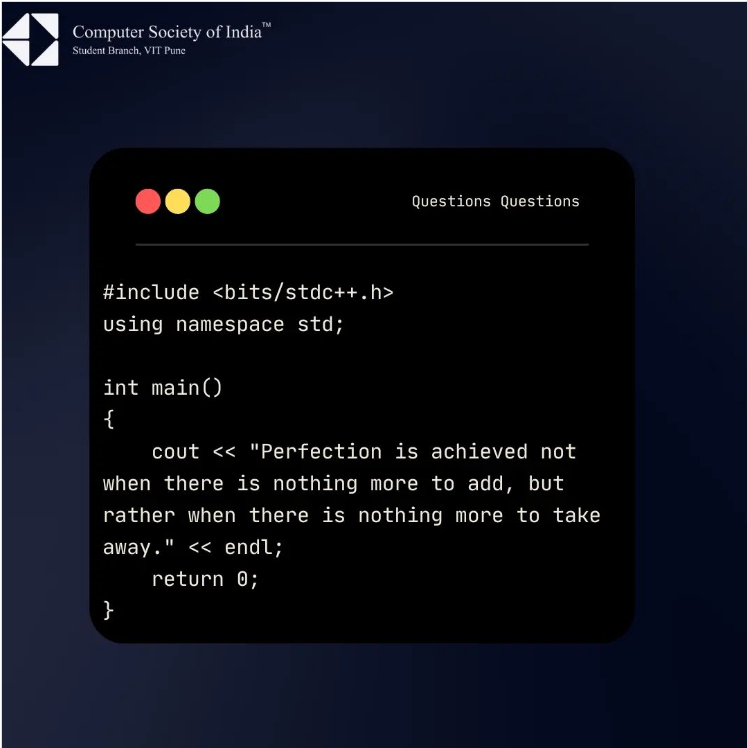 Computer Society of India™
Student Branch, VIT Pune
Questions Questions
#include <bits/stdc++.h>
using namespace std;
int main()
{
    cout << "Perfection is achieved not
when there is nothing more to add, but
rather when there is nothing more to take
away." << endl;
    return 0;
}